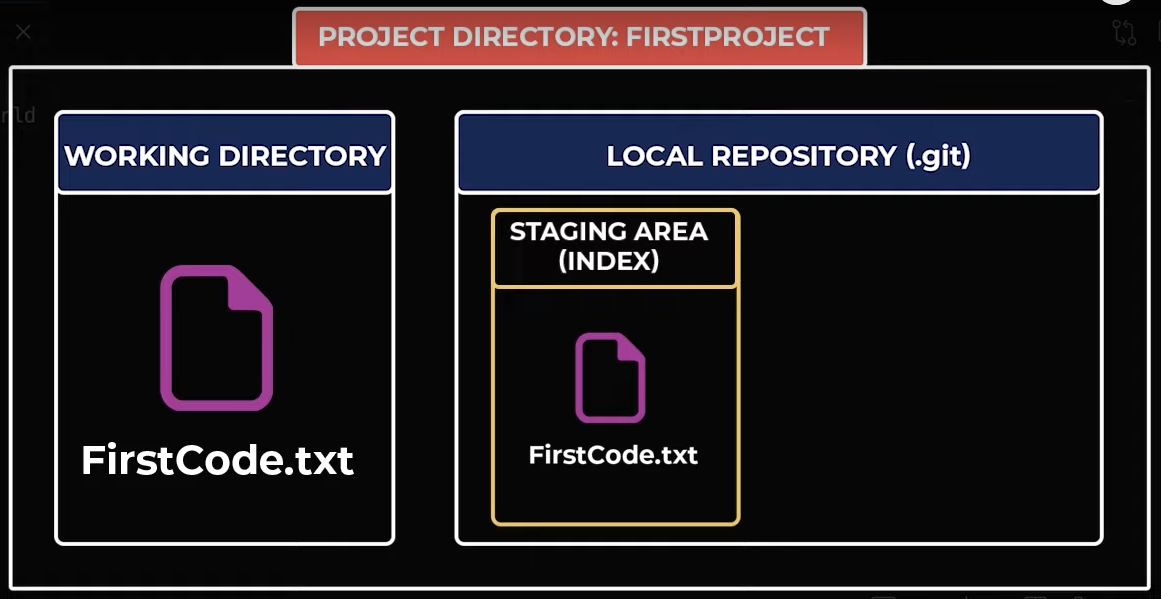 PROJECT DIRECTORY: FIRSTPROJECT
WORKING DIRECTORY
FirstCode.txt
LOCAL REPOSITORY (.git)
STAGING AREA
(INDEX)
FirstCode.txt